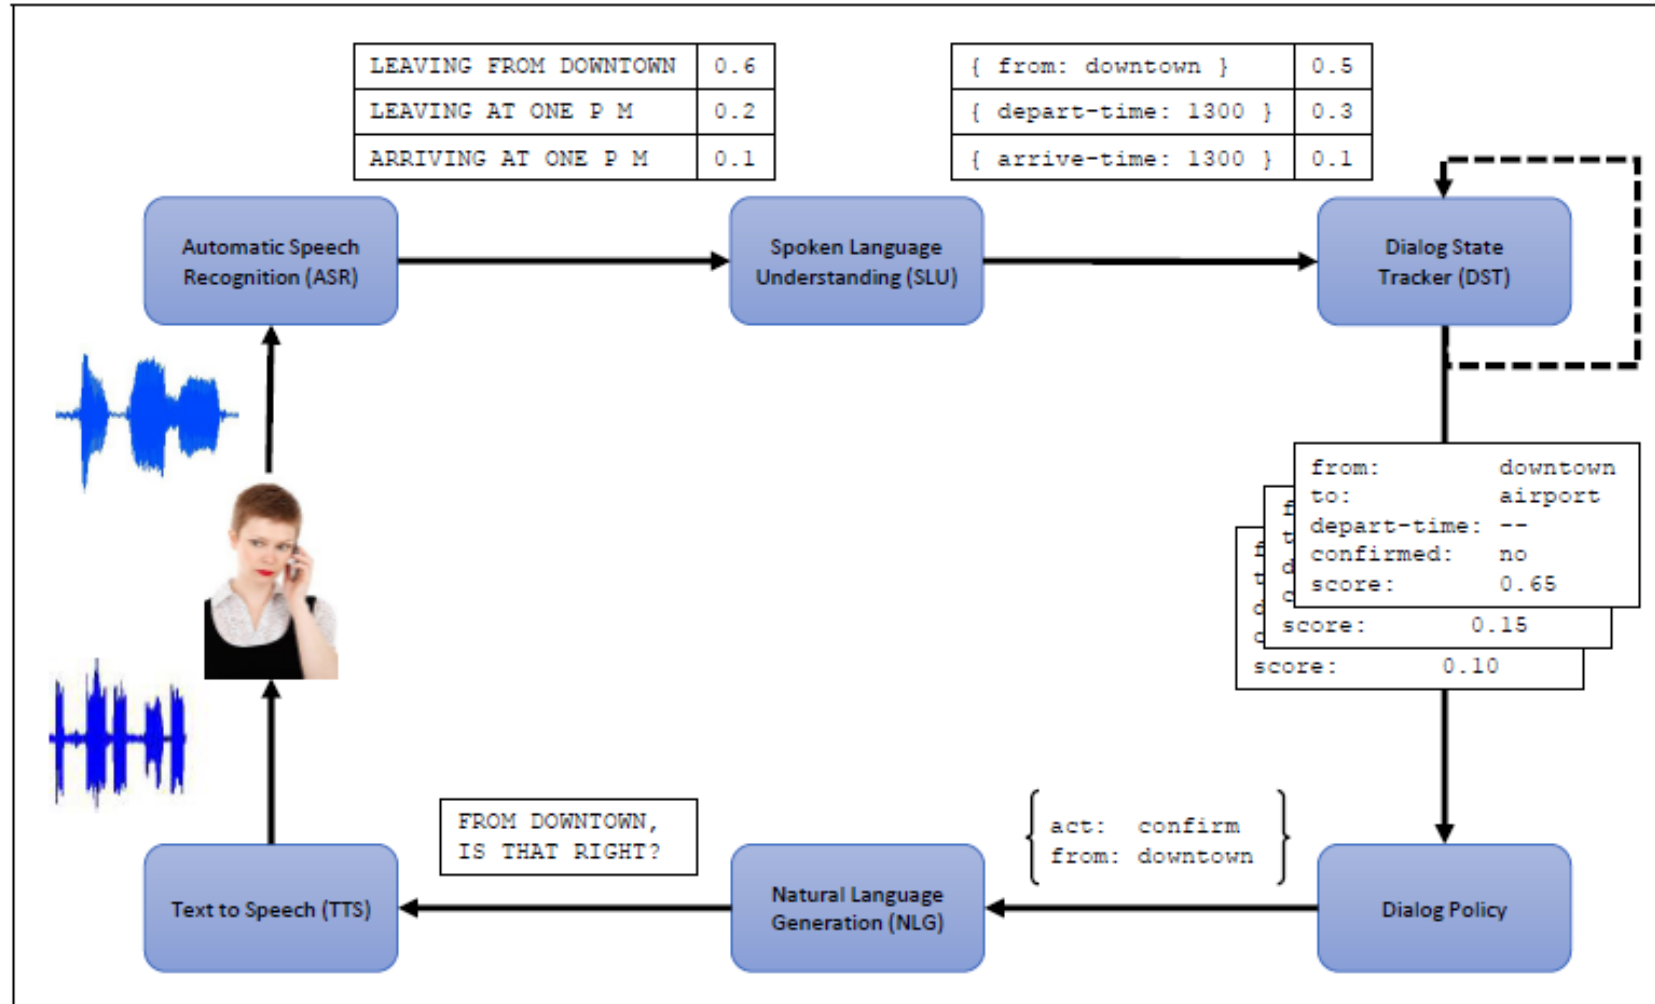 LEAVING FROM DOWNTOWN 0.6
LEAVING AT ONE P M 0.2
ARRIVING AT ONE P M 0.1
{ from: downtown } 0.5
{ depart-time: 1300 } 0.3
{ arrive-time: 1300 } 0.1
Automatic Speech
Recognition (ASR)
Spoken Language
Understanding (SLU)
Dialog State
Tracker (DST)
from: downtown
to: airport
depart-time: --
confirmed: no
score: 0.65
f
t
d
c
score: 0.15
f
t
d
c
score: 0.10
act: confirm
from: downtown
FROM DOWNTOWN,
IS THAT RIGHT?
Text to Speech (TTS)
Natural Language
Generation (NLG)
Dialog Policy